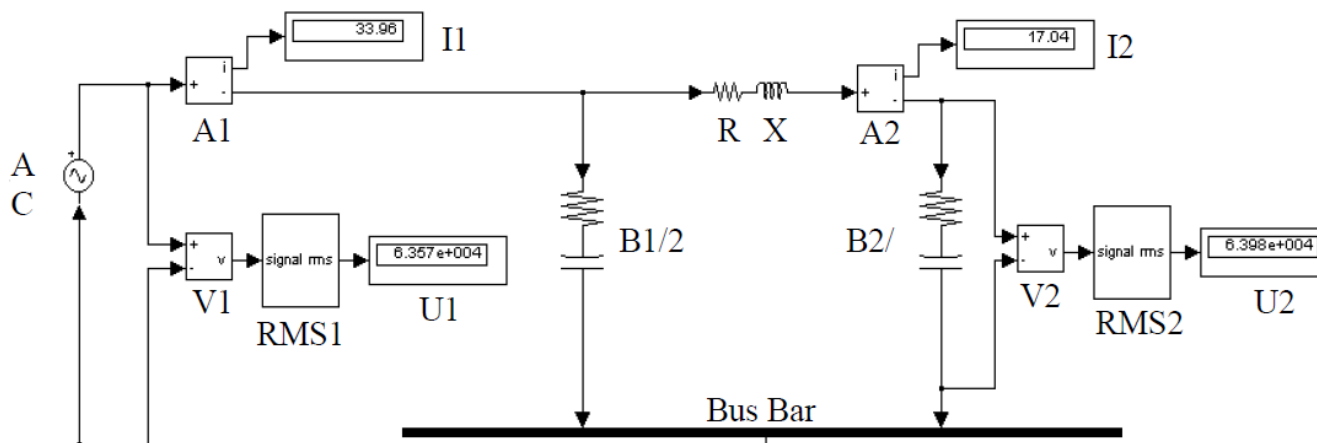 33.96
I1
i
+
-
A1
17.04
I2
i
+
-
A2
R X
A
C
+
B1/2
B2/
+
v
-
V1
signal rms
RMS1
6.357e+004
U1
+
v
-
V2
signal rms
RMS2
6.398e+004
U2
Bus Bar